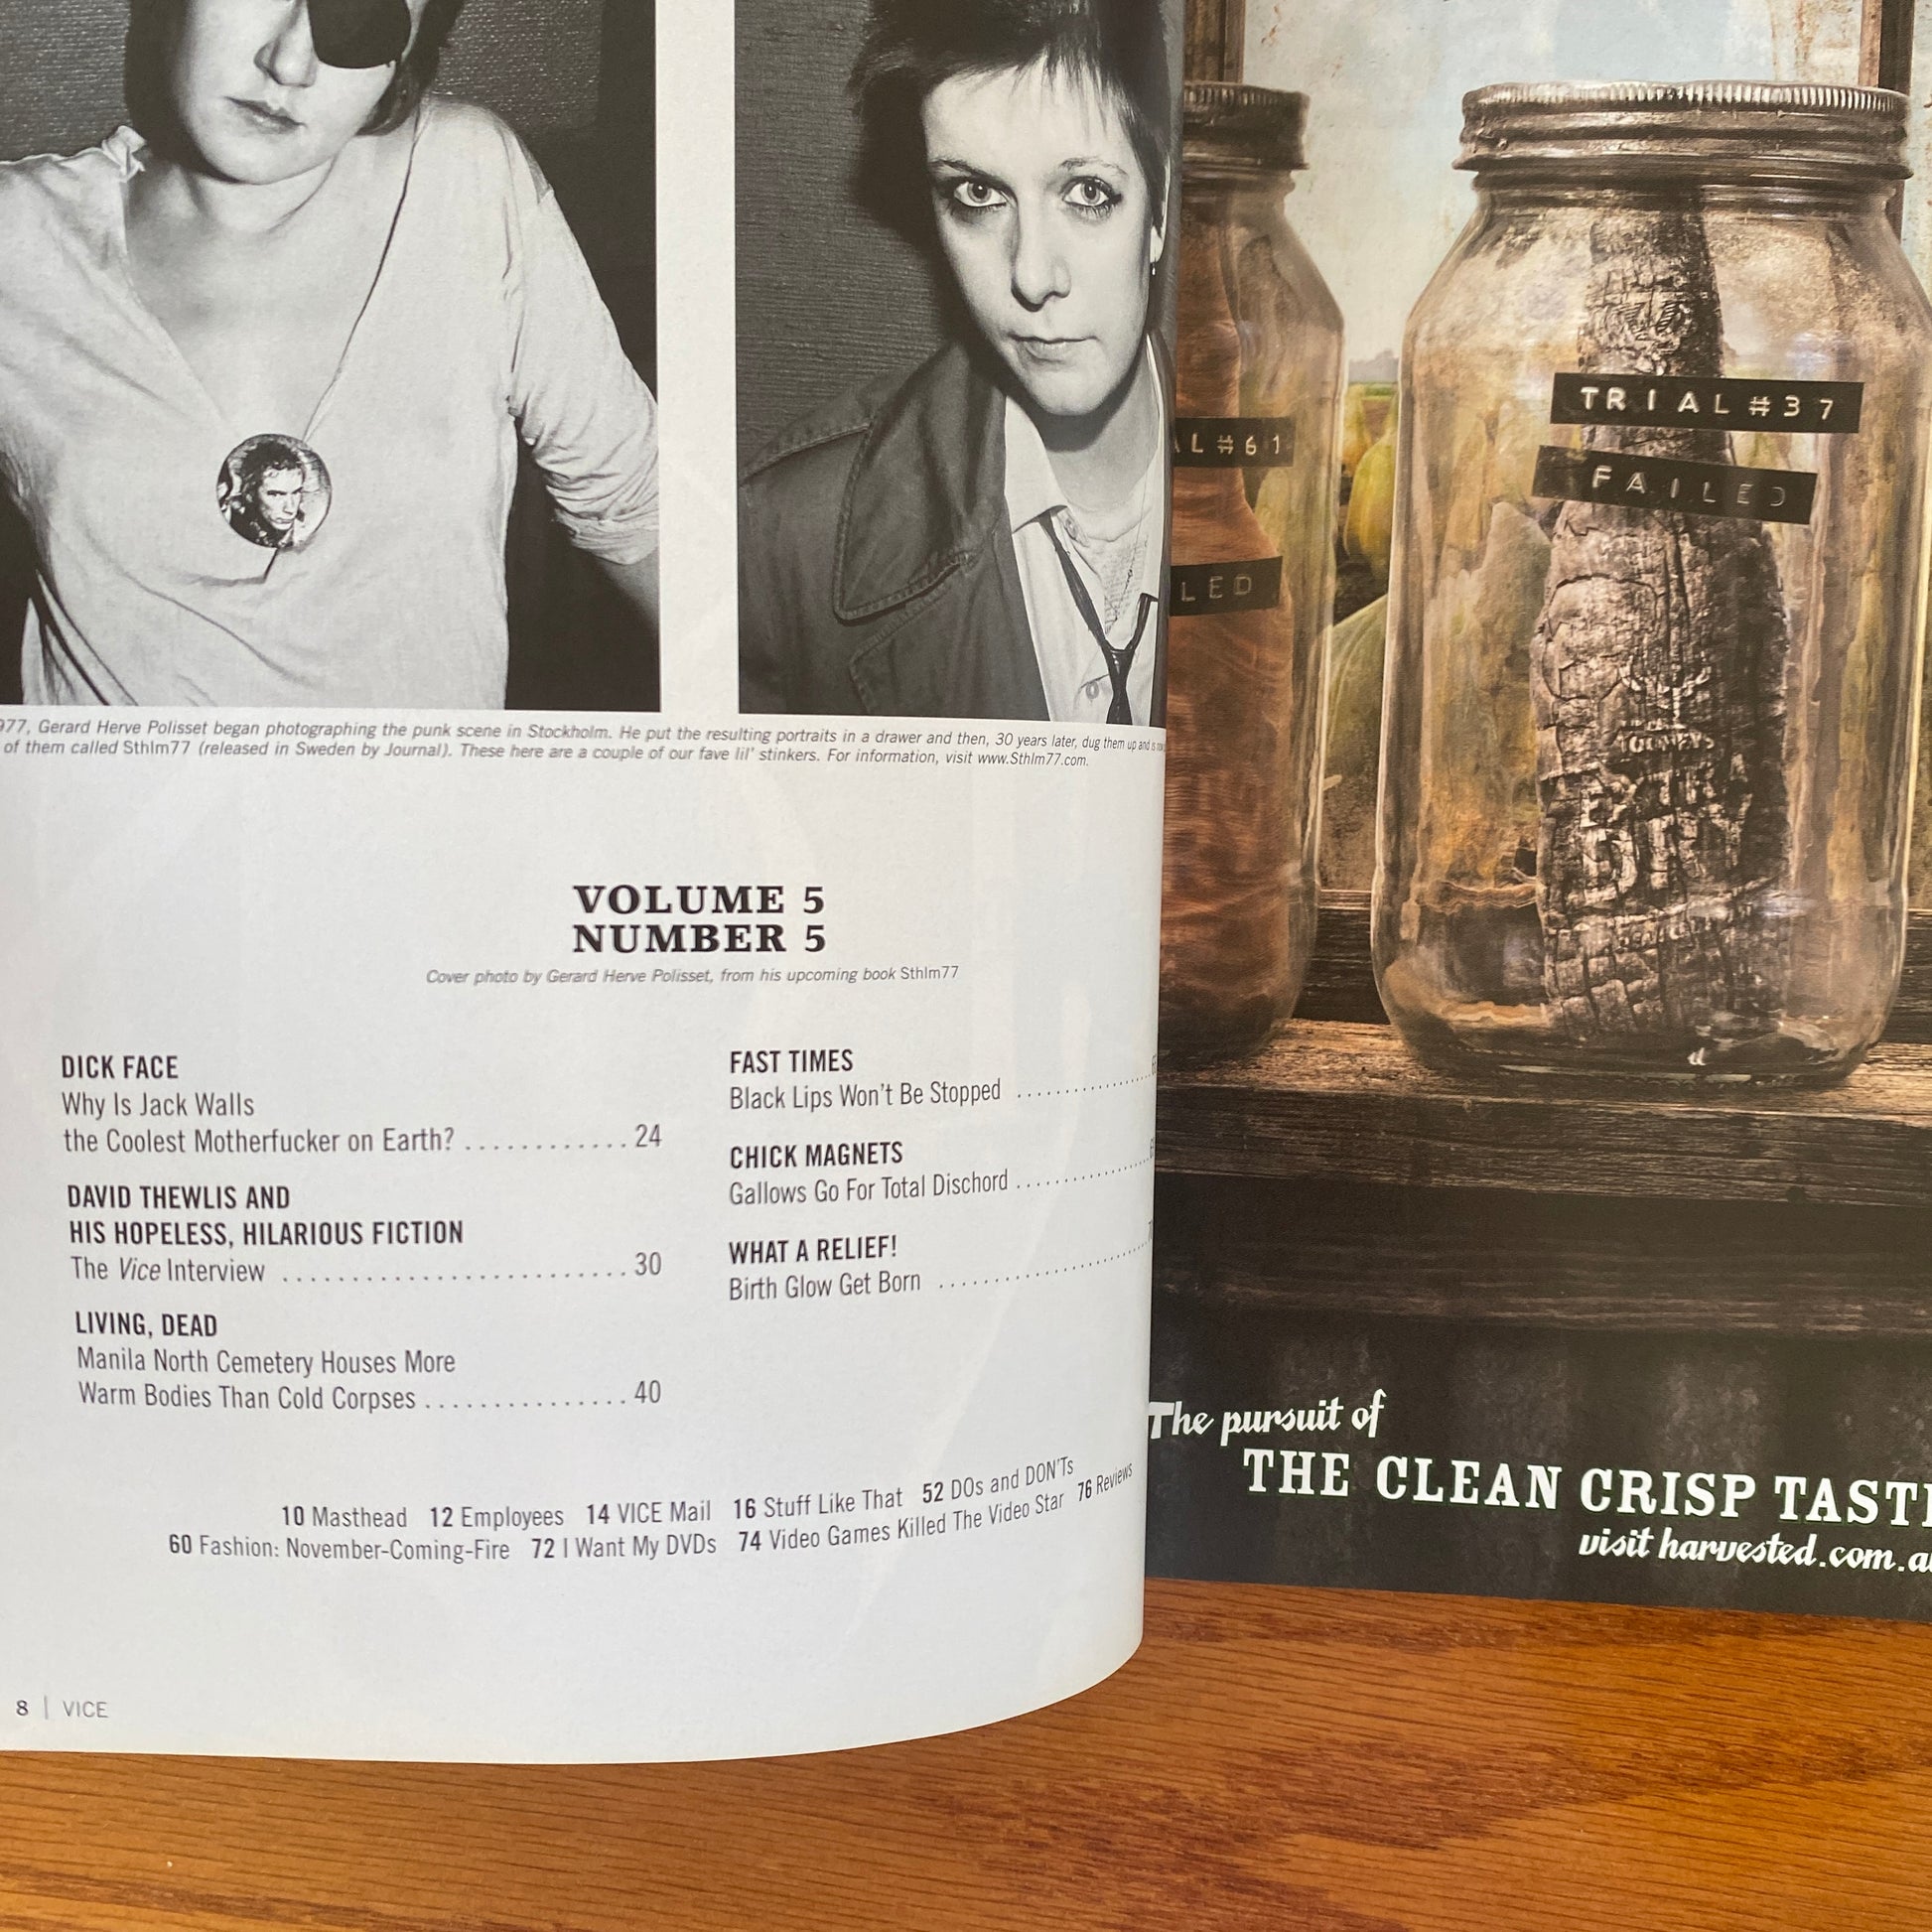 977, Gerard Herve Polisset began photographing the punk scene in Stockholm. He put the resulting portraits in a drawer and then, 30 years later, dug them up and is
of them called Sthlm77 (released in Sweden by Journal). These here are a couple of our fave lil' stinkers. For information, visit www.Sthlm77.com.
VOLUME 5
NUMBER 5
Cover photo by Gerard Herve Polisset, from his upcoming book Sthlm77
DICK FACE
Why Is Jack Walls
the Coolest Motherfucker on Earth? ............ 24
DAVID THEWLIS AND
HIS HOPELESS, HILARIOUS FICTION
The Vice Interview ......................... 30
LIVING, DEAD
Manila North Cemetery Houses More
Warm Bodies Than Cold Corpses ............... 40
FAST TIMES
Black Lips Won't Be Stopped
CHICK MAGNETS
Gallows Go For Total Dischord
WHAT A RELIEF!
Birth Glow Get Born
10 Masthead 12 Employees 14 VICE Mail 16 Stuff Like That 52 DOs and DON'Ts
60 Fashion: November-Coming-Fire 72 I Want My DVDs 74 Video Games Killed The Video Star 76 Reviews
8 | VICE
AL#61
LED
TRIAL#37
FAILED
TOOHEYS
EXTRA
DRY
The pursuit of
THE CLEAN CRISP TASTE
visit harvested.com.au